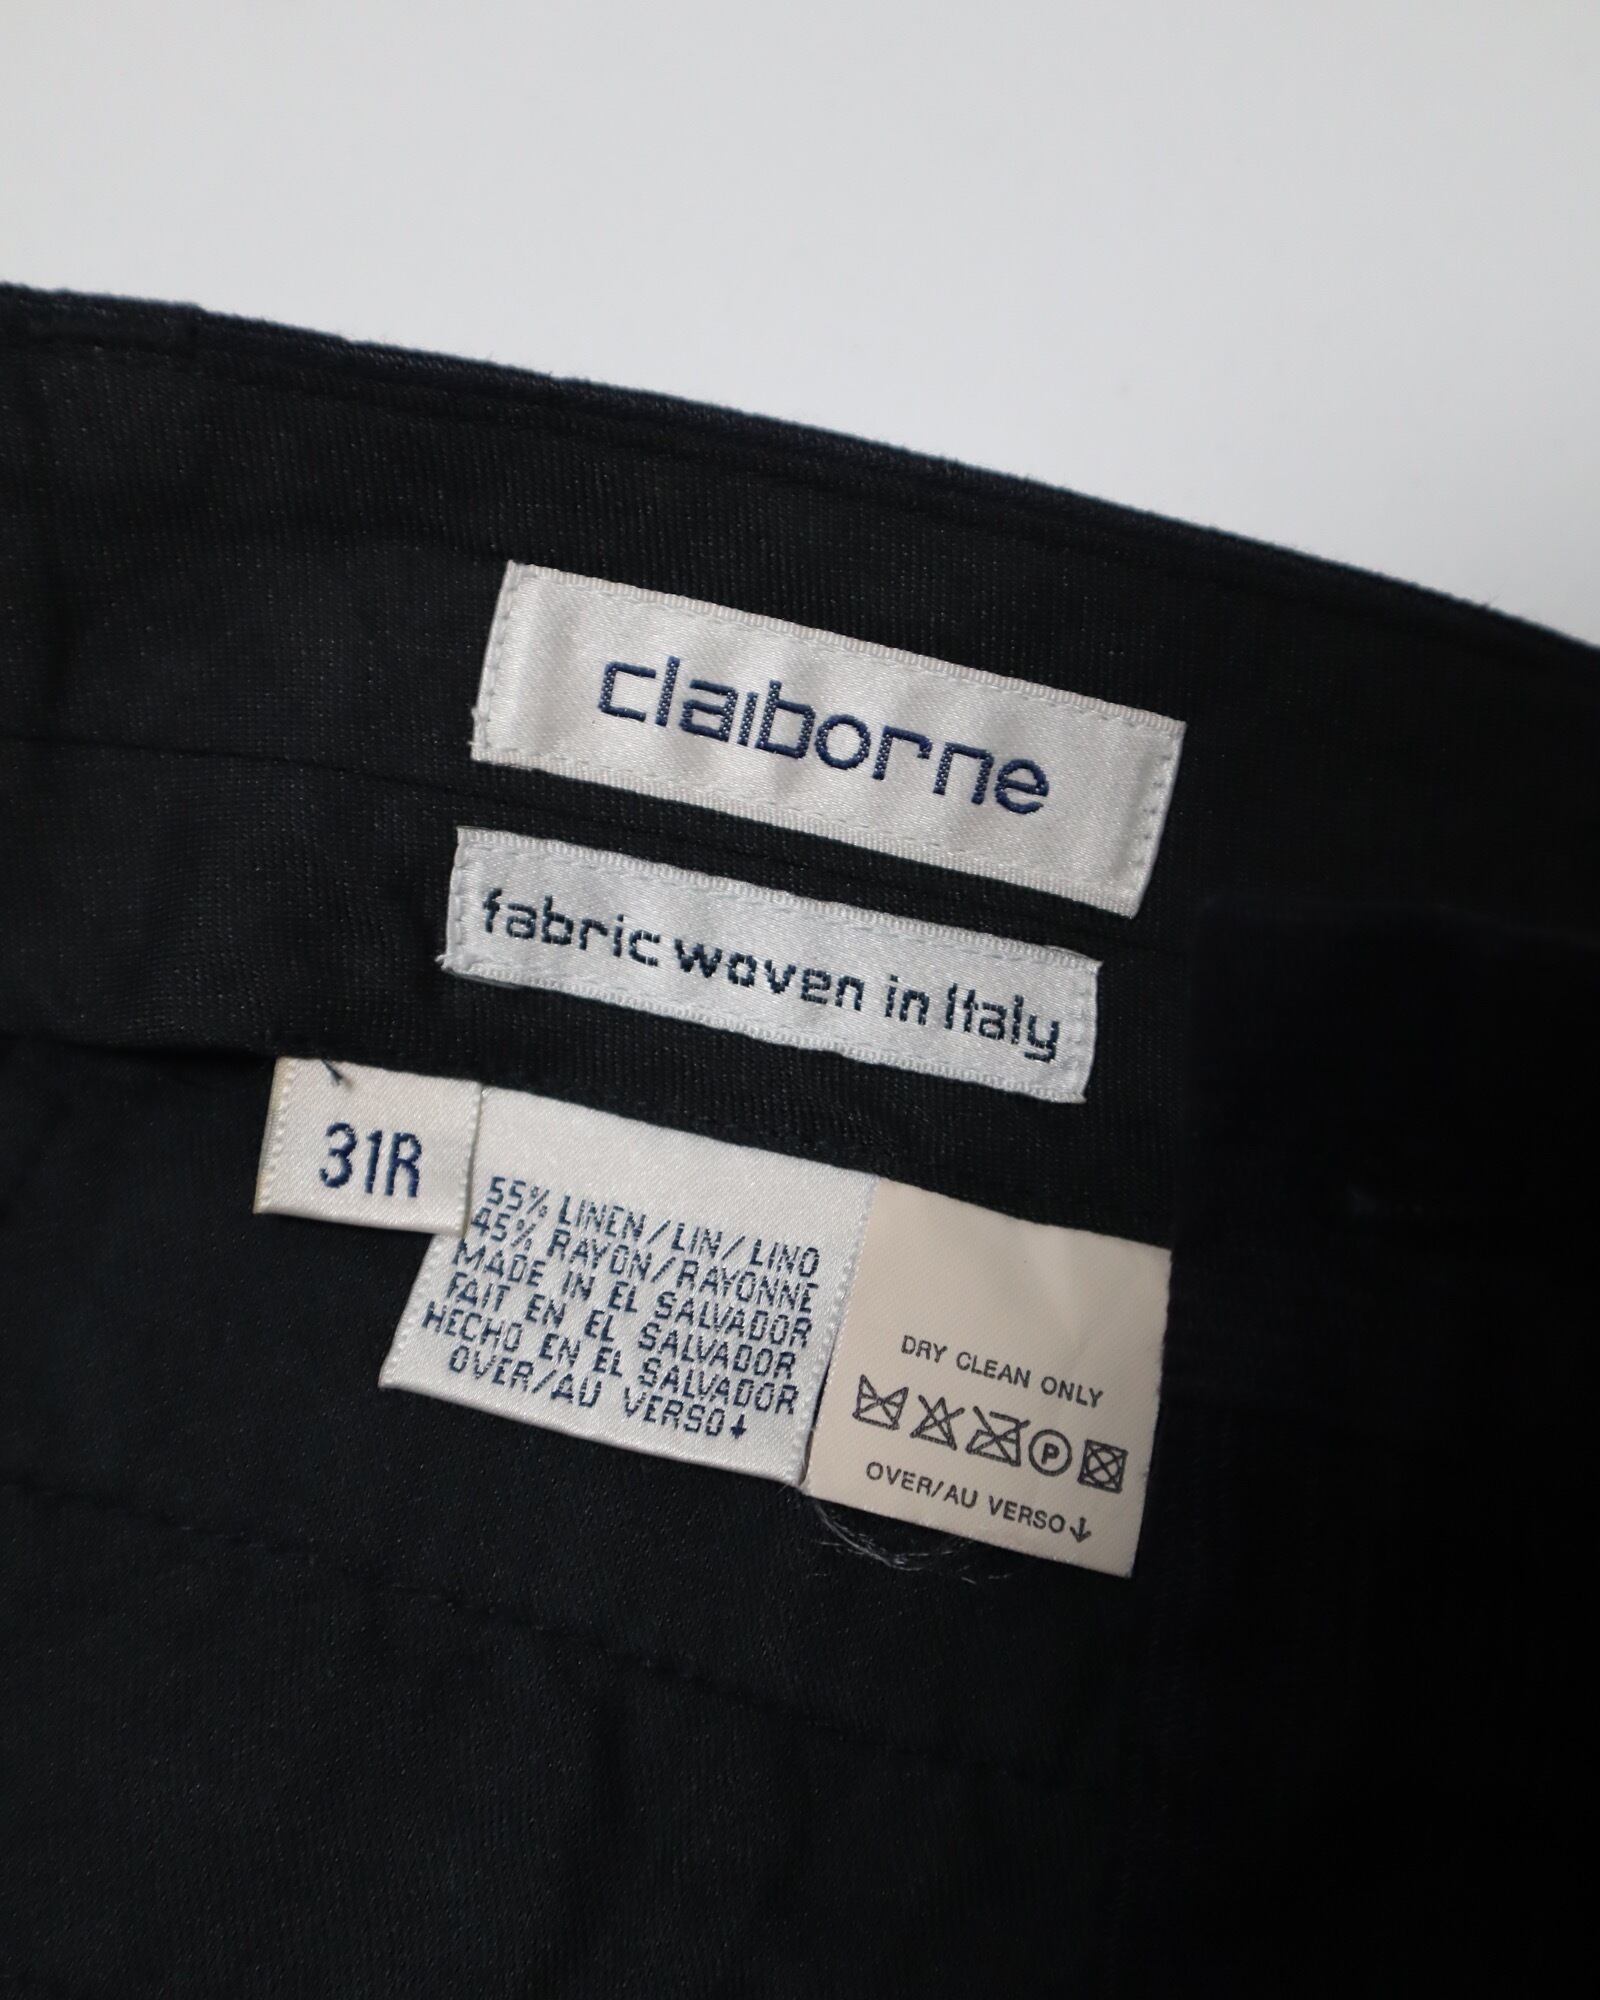 claiborne
fabric woven in Italy
31R
55% LINEN/LIN/LINO
45% RAYON/RAYONNE
MADE IN EL SALVADOR
FAIT EN EL SALVADOR
HECHO EN EL SALVADOR
OVER/AU VERSO↓
DRY CLEAN ONLY
P
OVER/AU VERSO↓